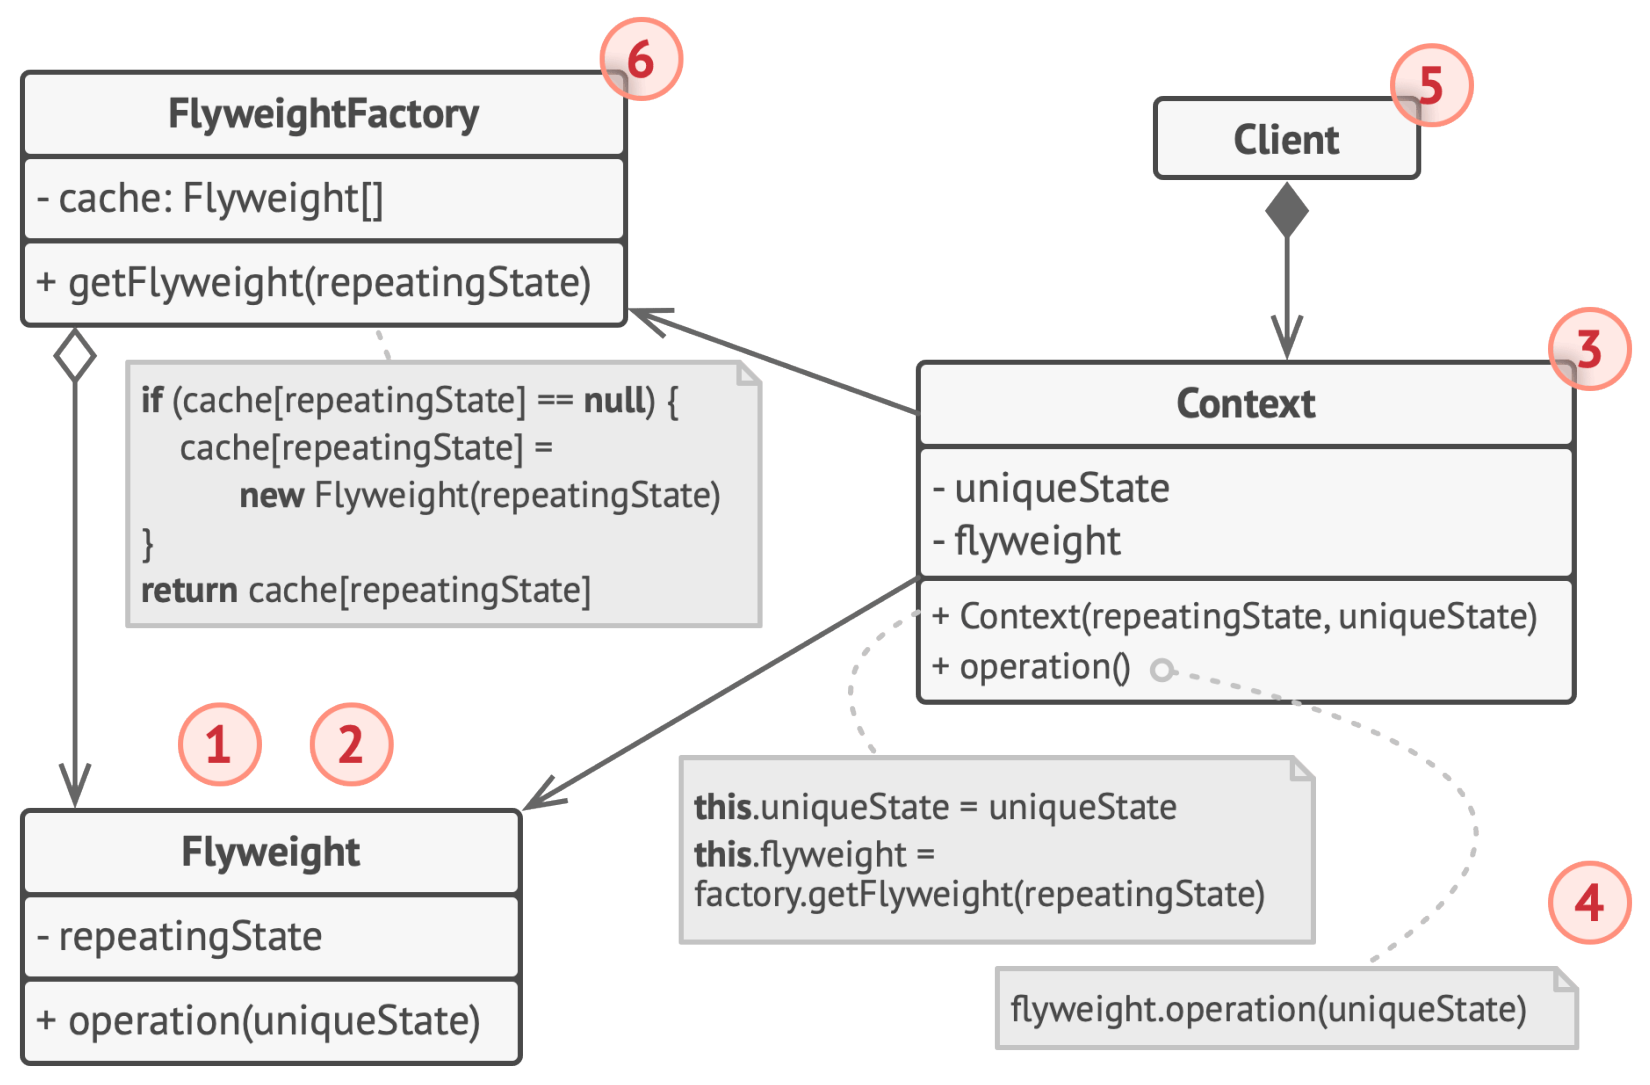 6
FlyweightFactory
- cache: Flyweight[]
+ getFlyweight(repeatingState)
if (cache[repeatingState] == null) {
cache[repeatingState] =
new Flyweight(repeatingState)
}
return cache[repeatingState]
5
Client
3
Context
- uniqueState
- flyweight
+ Context(repeatingState, uniqueState)
+ operation()
1
2
Flyweight
- repeatingState
+ operation(uniqueState)
this.uniqueState = uniqueState
this.flyweight =
factory.getFlyweight(repeatingState)
4
flyweight.operation(uniqueState)